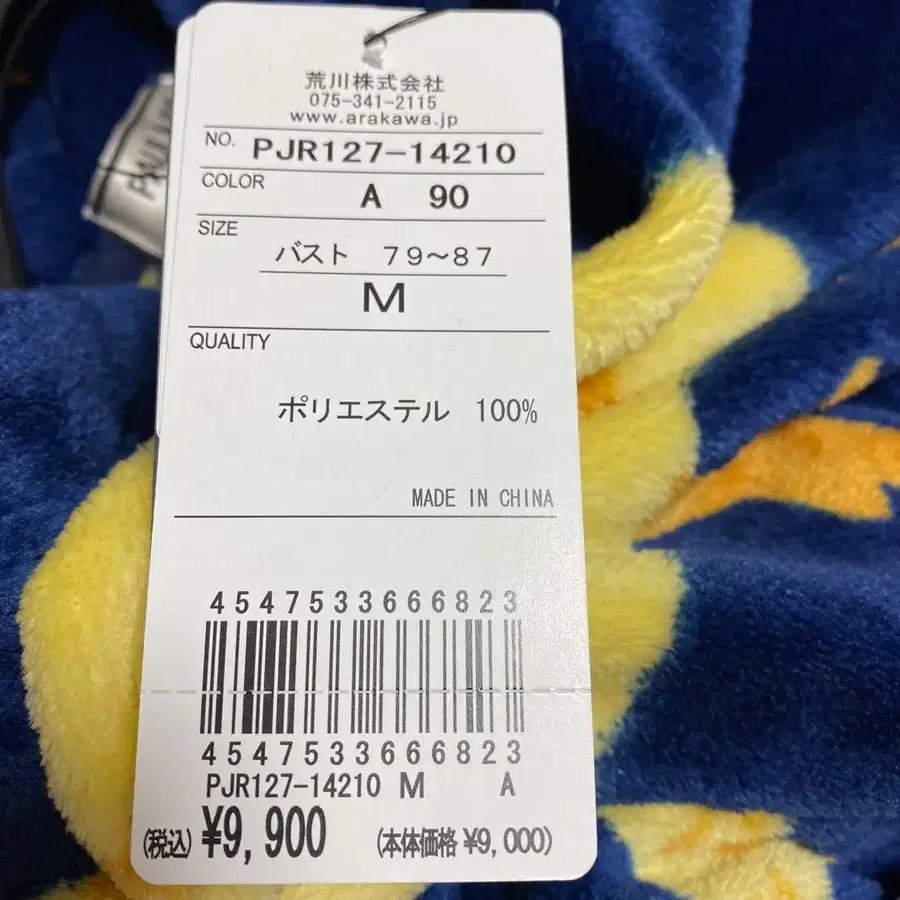 荒川株式会社
075-341-2115
www.arakawa.jp
NO. PJR127-14210
COLOR A 90
SIZE
バスト 79～87
M
QUALITY
ポリエステル 100%
MADE IN CHINA
4547533666823
4547533666823
PJR127-14210 M A
(税込) ¥9,900 (本体価格 ¥9,000)